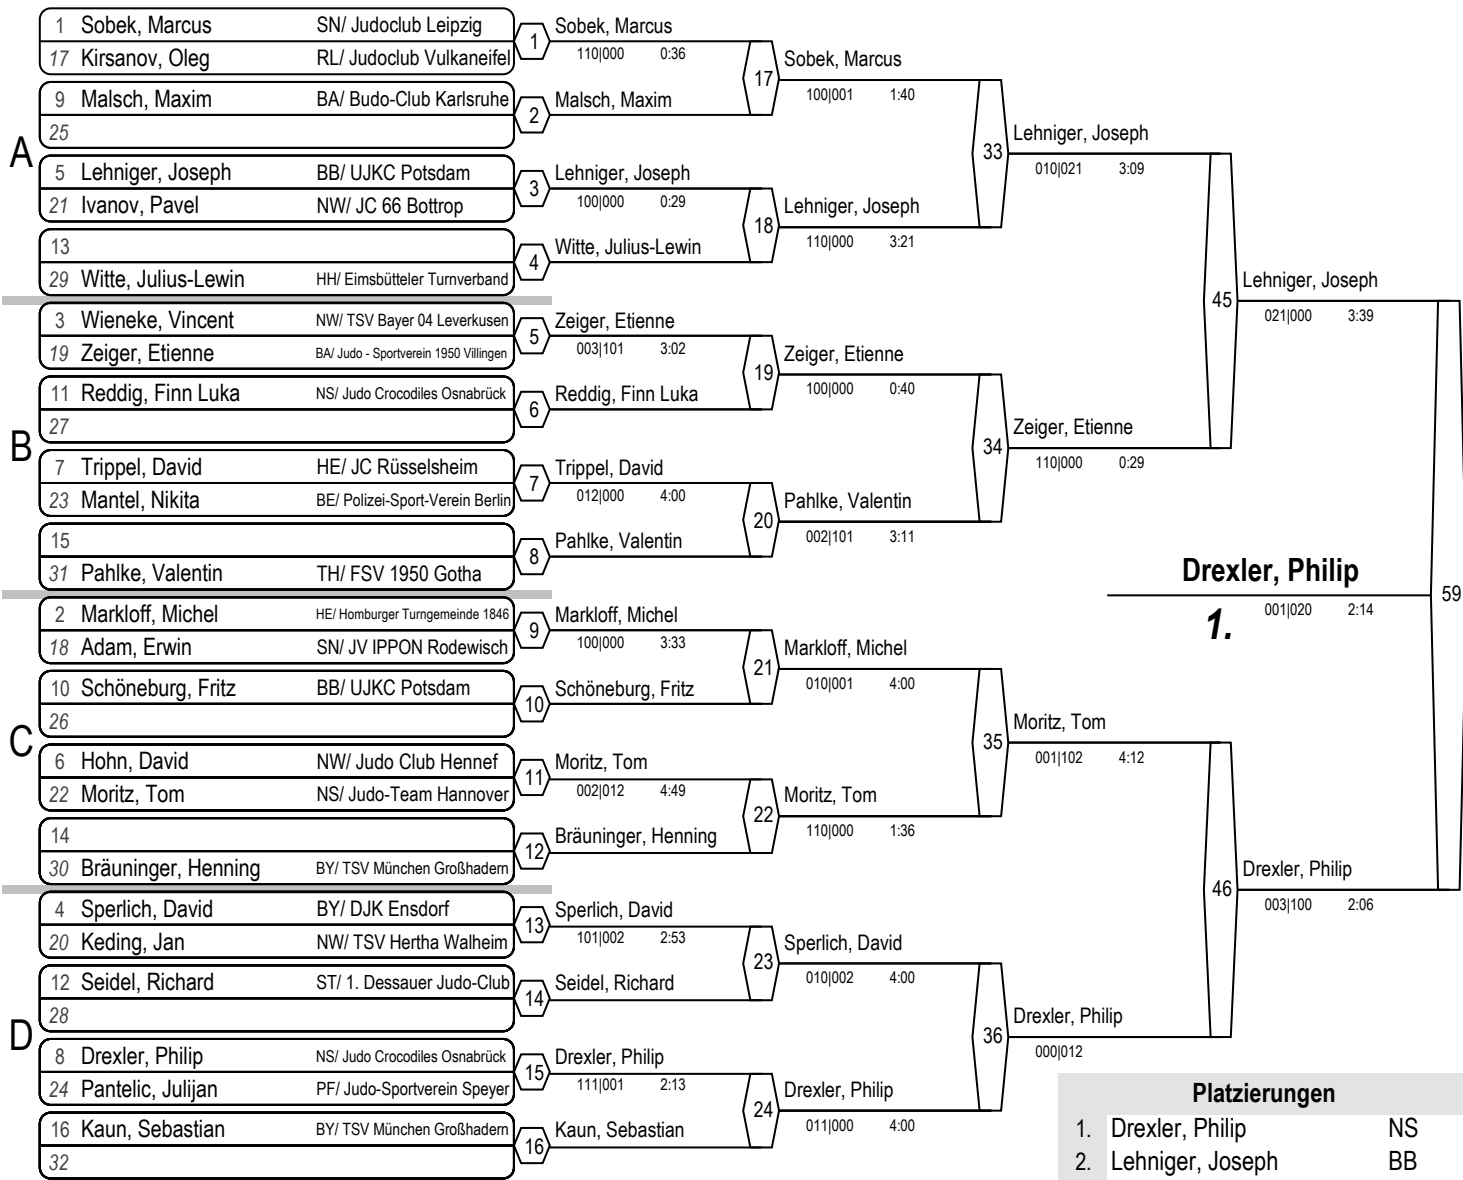 1 Sobek, Marcus SN/ Judoclub Leipzig
17 Kirsanov, Oleg RL/ Judoclub Vulkaneifel
9 Malsch, Maxim BA/ Budo-Club Karlsruhe
25
A
5 Lehniger, Joseph BB/ UJKC Potsdam
21 Ivanov, Pavel NW/ JC 66 Bottrop
13
29 Witte, Julius-Lewin HH/ Eimsbütteler Turnverband
3 Wieneke, Vincent NW/ TSV Bayer 04 Leverkusen
19 Zeiger, Etienne BA/ Judo - Sportverein 1950 Villingen
11 Reddig, Finn Luka NS/ Judo Crocodiles Osnabrück
27
B
7 Trippel, David HE/ JC Rüsselsheim
23 Mantel, Nikita BE/ Polizei-Sport-Verein Berlin
15
31 Pahlke, Valentin TH/ FSV 1950 Gotha
2 Markloff, Michel HE/ Homburger Turngemeinde 1846
18 Adam, Erwin SN/ JV IPPON Rodewisch
10 Schöneburg, Fritz BB/ UJKC Potsdam
26
C
6 Hohn, David NW/ Judo Club Hennef
22 Moritz, Tom NS/ Judo-Team Hannover
14
30 Bräuninger, Henning BY/ TSV München Großhadern
4 Sperlich, David BY/ DJK Ensdorf
20 Keding, Jan NW/ TSV Hertha Walheim
12 Seidel, Richard ST/ 1. Dessauer Judo-Club
28
D
8 Drexler, Philip NS/ Judo Crocodiles Osnabrück
24 Pantelic, Julijan PF/ Judo-Sportverein Speyer
16 Kaun, Sebastian BY/ TSV München Großhadern
32
1 Sobek, Marcus
110|000 0:36
2 Malsch, Maxim
3 Lehniger, Joseph
100|000 0:29
4 Witte, Julius-Lewin
5 Zeiger, Etienne
003|101 3:02
6 Reddig, Finn Luka
7 Trippel, David
012|000 4:00
8 Pahlke, Valentin
9 Markloff, Michel
100|000 3:33
10 Schöneburg, Fritz
11 Moritz, Tom
002|012 4:49
12 Bräuninger, Henning
13 Sperlich, David
101|002 2:53
14 Seidel, Richard
15 Drexler, Philip
111|001 2:13
16 Kaun, Sebastian
17 Sobek, Marcus
100|001 1:40
18 Lehniger, Joseph
110|000 3:21
19 Zeiger, Etienne
100|000 0:40
20 Pahlke, Valentin
002|101 3:11
21 Markloff, Michel
010|001 4:00
22 Moritz, Tom
110|000 1:36
23 Sperlich, David
010|002 4:00
24 Drexler, Philip
011|000 4:00
33 Lehniger, Joseph
010|021 3:09
34 Zeiger, Etienne
110|000 0:29
35 Moritz, Tom
001|102 4:12
36 Drexler, Philip
000|012
45 Lehniger, Joseph
021|000 3:39
46 Drexler, Philip
003|100 2:06
59
Drexler, Philip
1. 001|020 2:14
Platzierungen
1. Drexler, Philip NS
2. Lehniger, Joseph BB